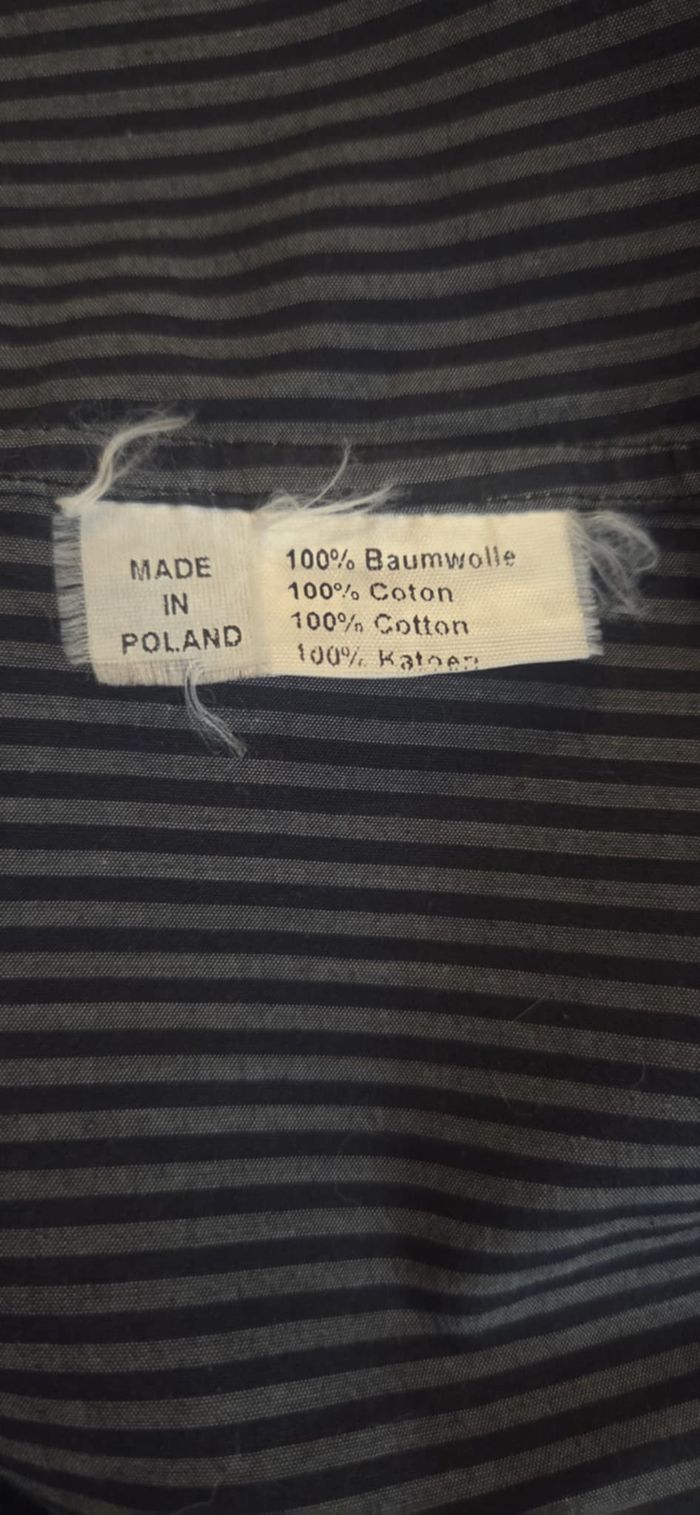 MADE
IN
POLAND
100% Baumwolle
100% Coton
100% Cotton
100% Katoen